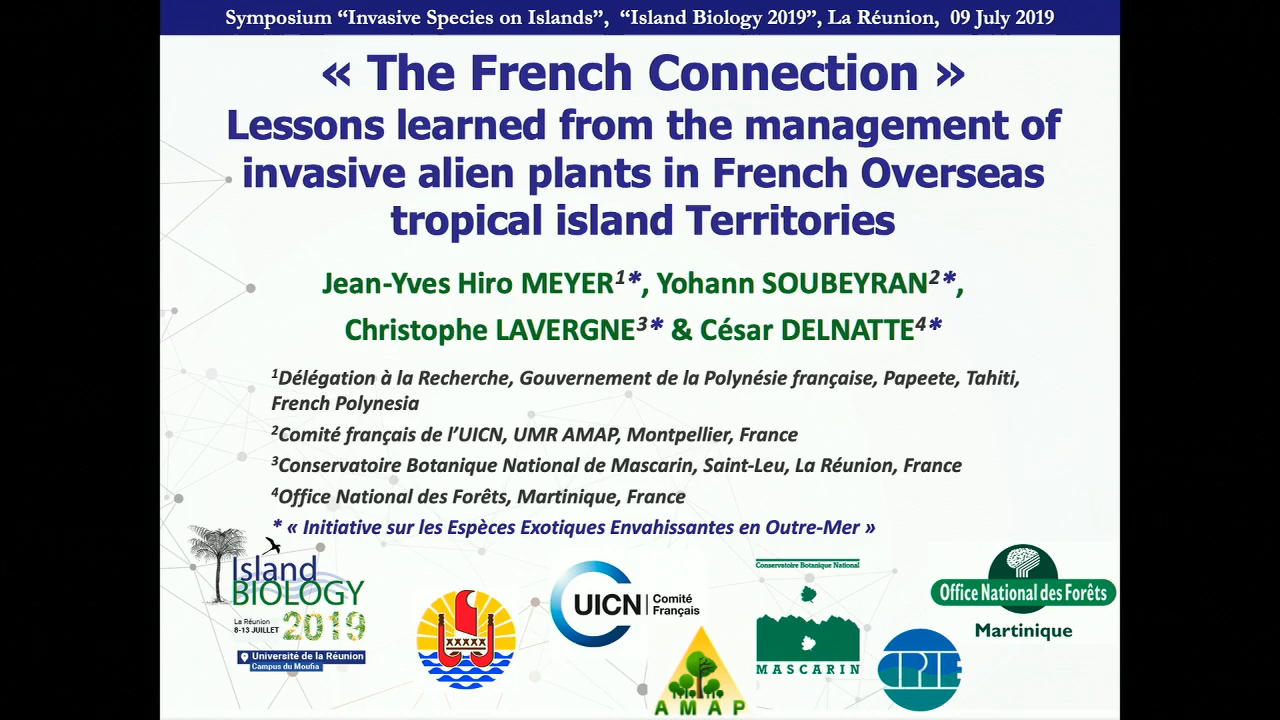 Symposium “Invasive Species on Islands”, “Island Biology 2019”, La Réunion, 09 July 2019
« The French Connection »
Lessons learned from the management of
invasive alien plants in French Overseas
tropical island Territories
Jean-Yves Hiro MEYER1*, Yohann SOUBEYRAN2*,
Christophe LAVERGNE3* & César DELNATTE4*
1Délégation à la Recherche, Gouvernement de la Polynésie française, Papeete, Tahiti,
French Polynesia
2Comité français de l’UICN, UMR AMAP, Montpellier, France
3Conservatoire Botanique National de Mascarin, Saint-Leu, La Réunion, France
4Office National des Forêts, Martinique, France
* « Initiative sur les Espèces Exotiques Envahissantes en Outre-Mer »
Island
BIOLOGY
La Réunion
8-13 JUILLET
2019
Université de la Réunion
Campus du Moufia
UICN
Comité
Français
AMAP
Conservatoire Botanique National
MASCARIN
CPIE
Office National des Forêts
Martinique